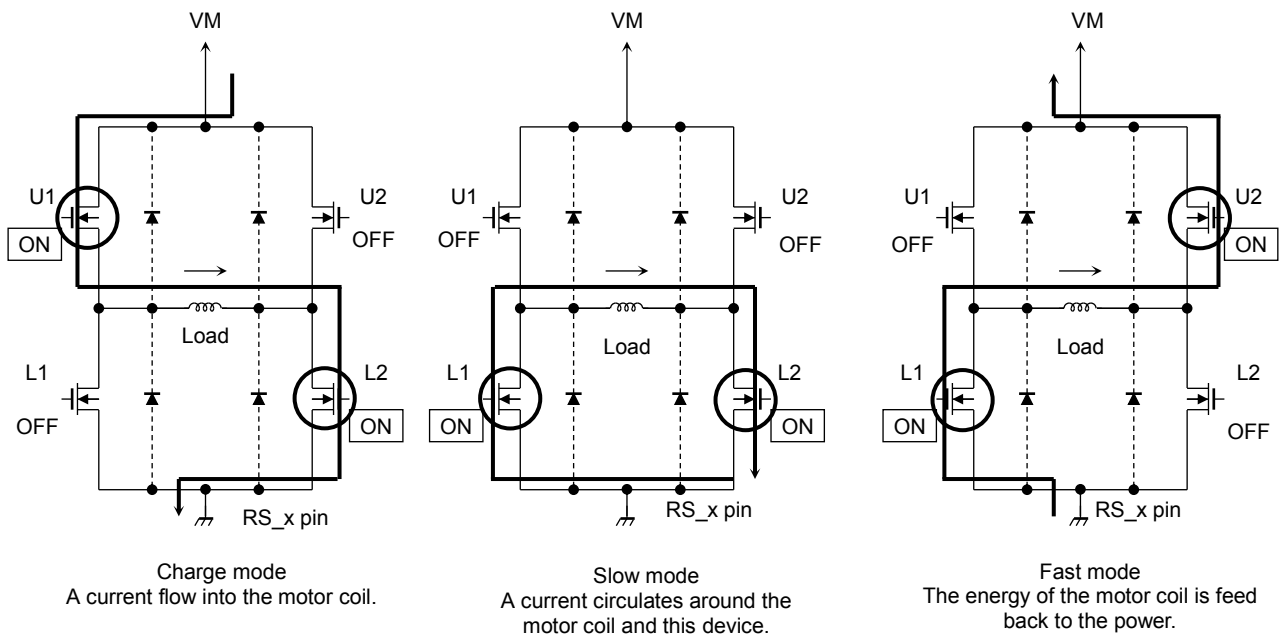 VM
U1
ON
U2
OFF
Load
L1
OFF
L2
ON
RS_x pin
Charge mode
A current flow into the motor coil.
VM
U1
OFF
U2
OFF
Load
L1
ON
L2
ON
RS_x pin
Slow mode
A current circulates around the
motor coil and this device.
VM
U1
OFF
U2
ON
Load
L1
ON
L2
OFF
RS_x pin
Fast mode
The energy of the motor coil is feed
back to the power.